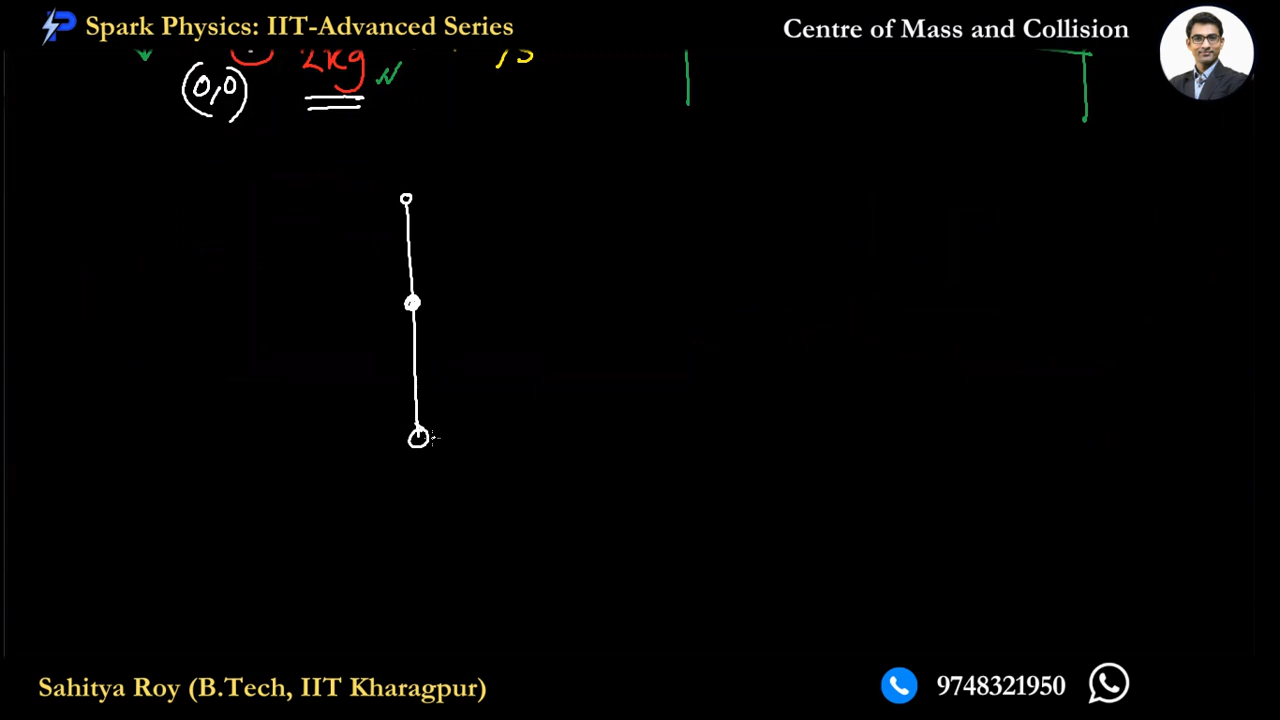 Spark Physics: IIT-Advanced Series
Centre of Mass and Collision
2kg
(0,0)
Sahitya Roy (B.Tech, IIT Kharagpur)
9748321950